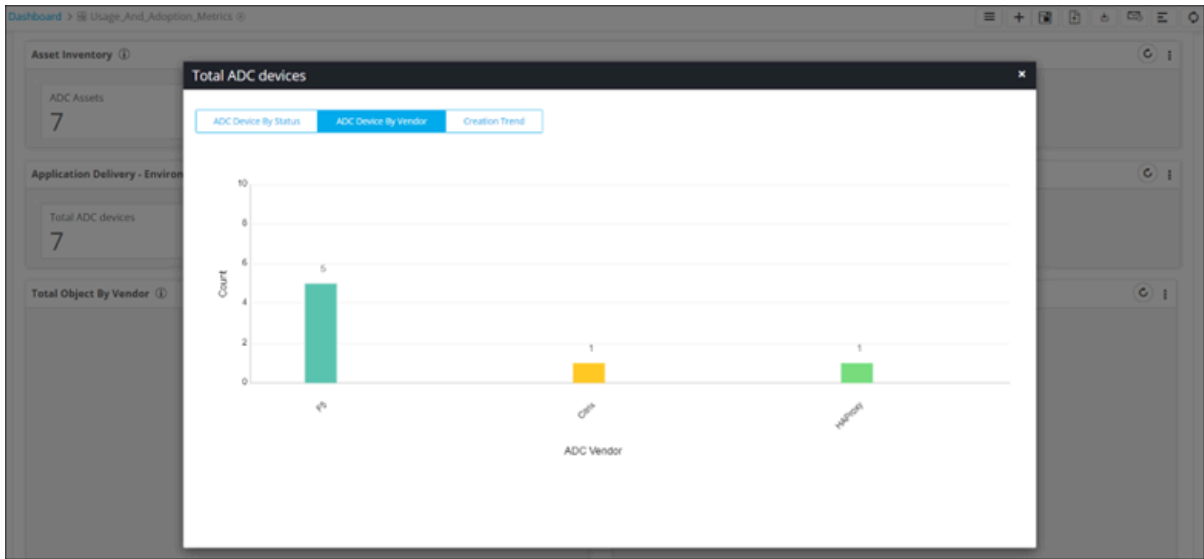 Dashboard > Usage_And_Adoption_Metrics
Asset Inventory
ADC Assets
7
Application Delivery - Environ
Total ADC devices
7
Total Object By Vendor
Total ADC devices
×
ADC Device By Status ADC Device By Vendor Creation Trend
10
8
6
4
2
0
Count
5
1
1
F5
Citrix
HAProxy
ADC Vendor